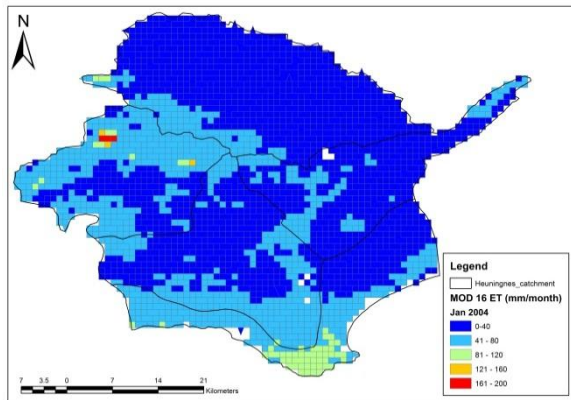 N
Legend
Heuningnes_catchment
MOD 16 ET (mm/month)
Jan 2004
0-40
41 - 80
81 - 120
121 - 160
161 - 200
7 3.5 0 7 14 21
Kilometers